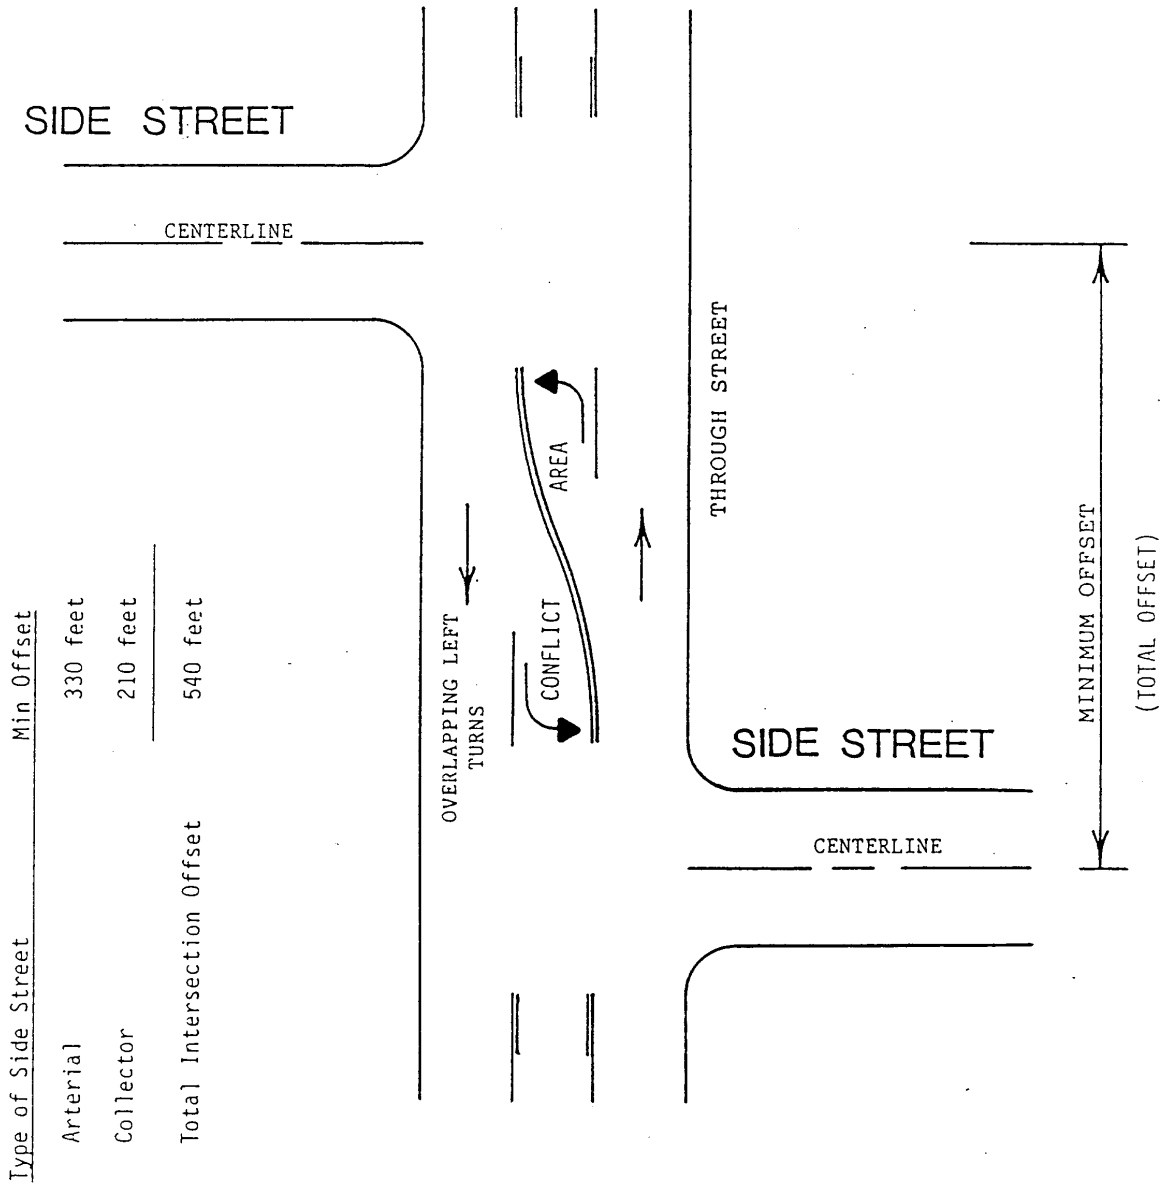 SIDE STREET
CENTERLINE
THROUGH STREET
AREA
CONFLICT
OVERLAPPING LEFT
TURNS
SIDE STREET
CENTERLINE
MINIMUM OFFSET
(TOTAL OFFSET)
Type of Side Street Min Offset
Arterial 330 feet
Collector 210 feet
Total Intersection Offset 540 feet